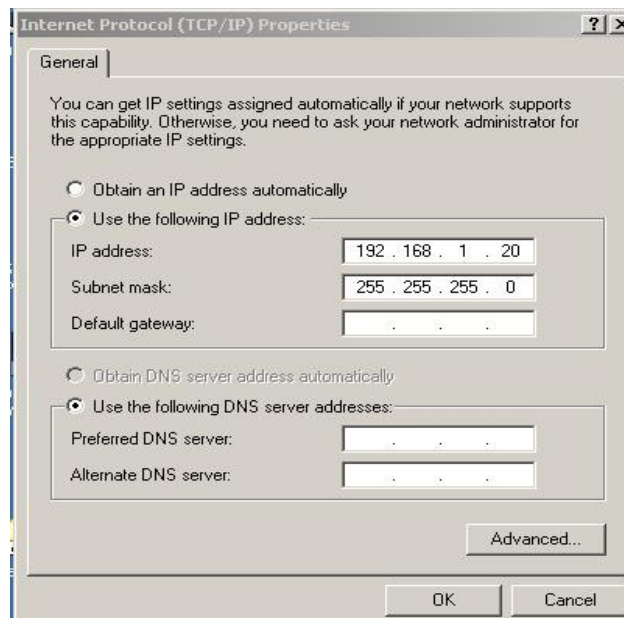 Internet Protocol (TCP/IP) Properties
General
You can get IP settings assigned automatically if your network supports
this capability. Otherwise, you need to ask your network administrator for
the appropriate IP settings.
Obtain an IP address automatically
Use the following IP address:
IP address: 192 . 168 . 1 . 20
Subnet mask: 255 . 255 . 255 . 0
Default gateway: . . .
Obtain DNS server address automatically
Use the following DNS server addresses:
Preferred DNS server: . . .
Alternate DNS server: . . .
Advanced...
OK Cancel